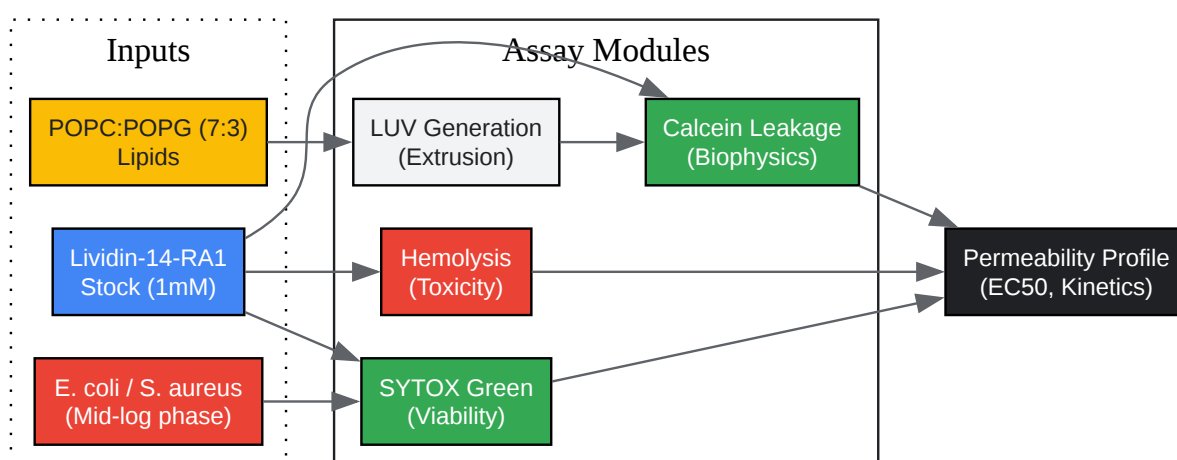 Inputs
Assay Modules
POPC:POPG (7:3)
Lipids
LUV Generation
(Extrusion)
Calcein Leakage
(Biophysics)
Lividin-14-RA1
Stock (1mM)
Hemolysis
(Toxicity)
Permeability Profile
(EC50, Kinetics)
E. coli / S. aureus
(Mid-log phase)
SYTOX Green
(Viability)